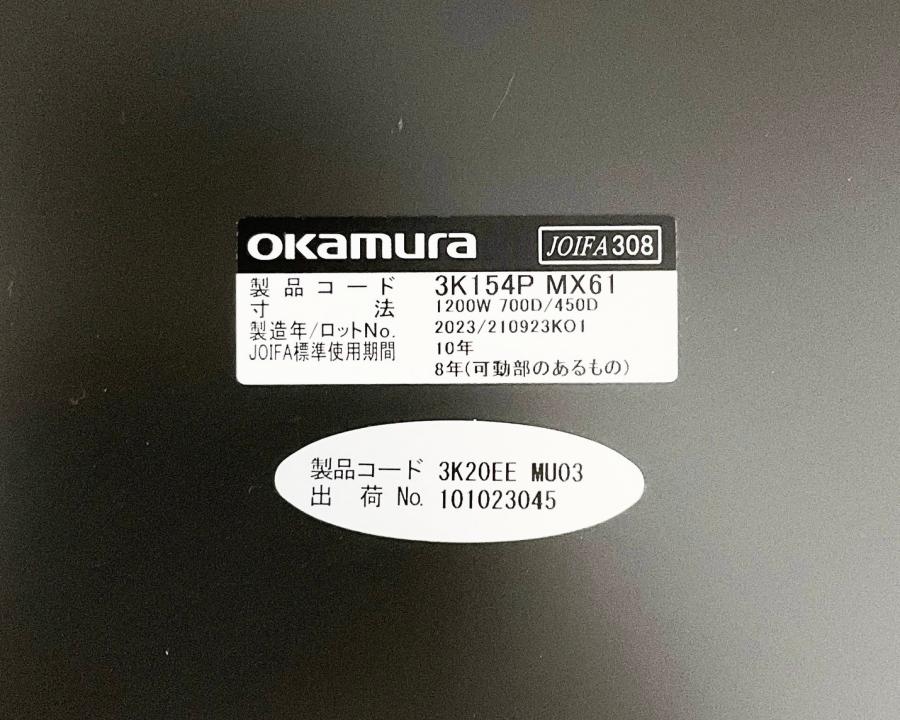 okamura JOIFA308
製品コード 3K154P MX61
寸法 1200W 700D/450D
製造年/ロットNo. 2023/210923K01
JOIFA標準使用期間 10年
8年(可動部のあるもの)
製品コード 3K20EE MU03
出荷 No. 101023045